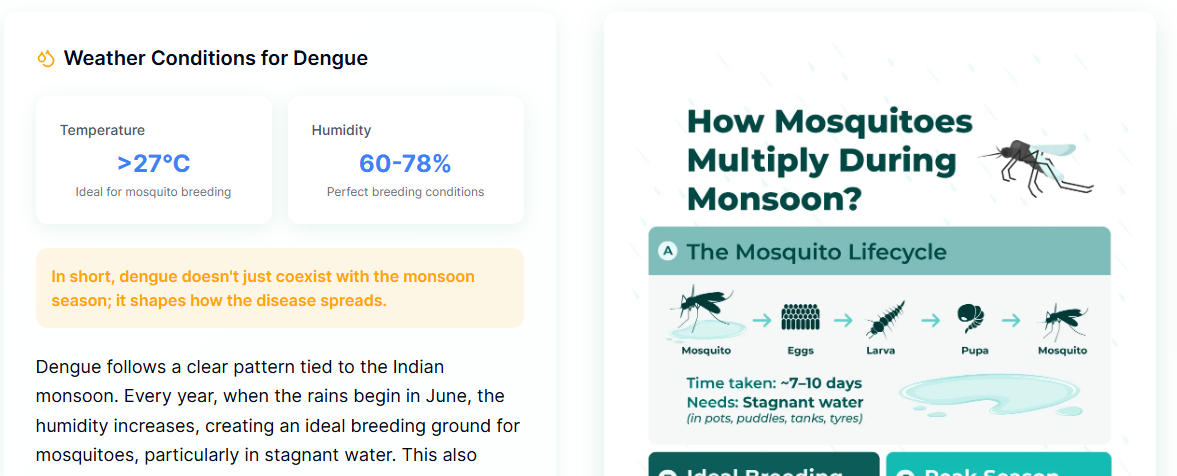 Weather Conditions for Dengue
Temperature
>27°C
Ideal for mosquito breeding
Humidity
60-78%
Perfect breeding conditions
In short, dengue doesn't just coexist with the monsoon
season; it shapes how the disease spreads.
Dengue follows a clear pattern tied to the Indian
monsoon. Every year, when the rains begin in June, the
humidity increases, creating an ideal breeding ground for
mosquitoes, particularly in stagnant water. This also
How Mosquitoes
Multiply During
Monsoon?
A The Mosquito Lifecycle
Mosquito Eggs Larva Pupa Mosquito
Time taken: ~7–10 days
Needs: Stagnant water
(in pots, puddles, tanks, tyres)
Ideal Breeding
Peak Season